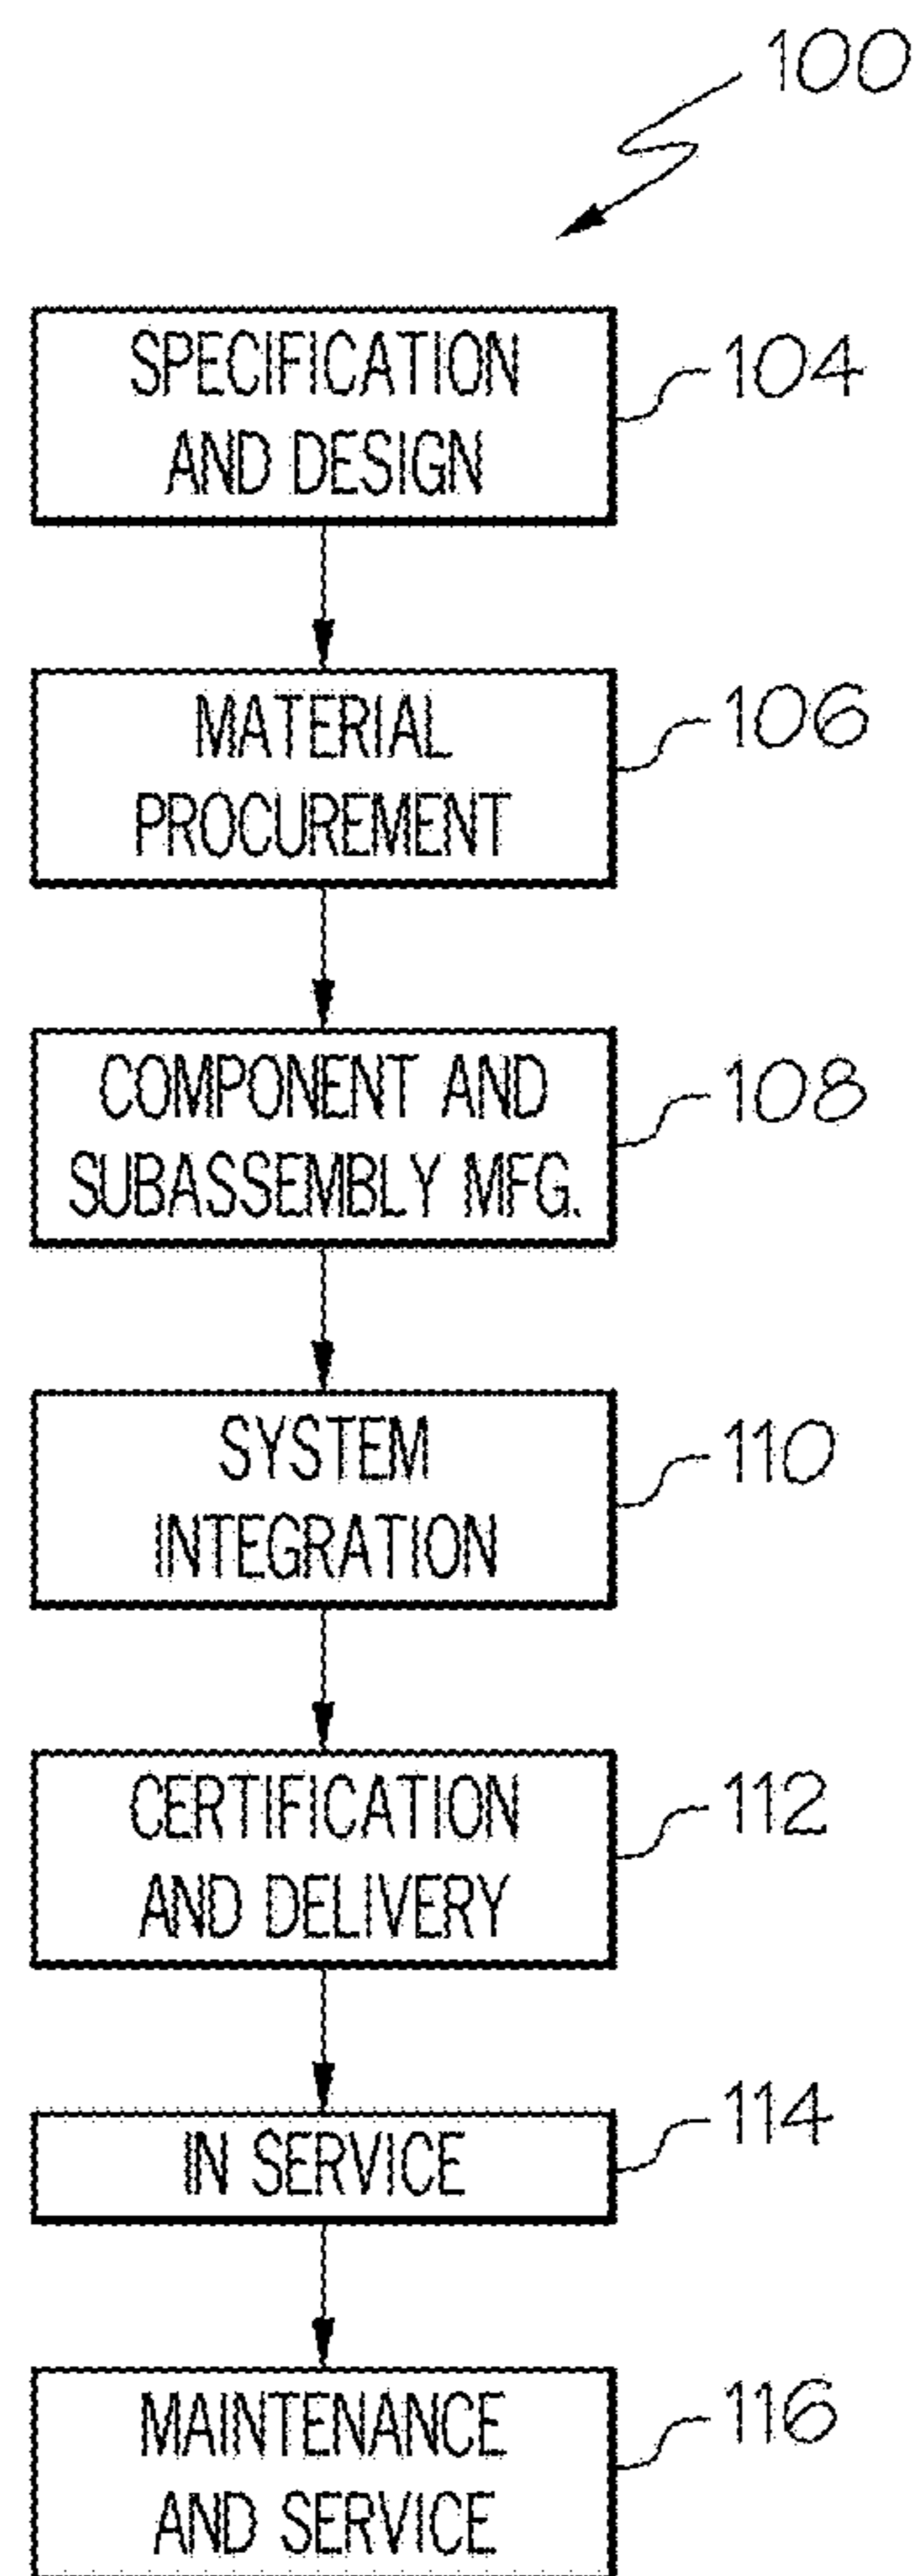 100
SPECIFICATION
AND DESIGN
104
MATERIAL
PROCUREMENT
106
COMPONENT AND
SUBASSEMBLY MFG.
108
SYSTEM
INTEGRATION
110
CERTIFICATION
AND DELIVERY
112
IN SERVICE
114
MAINTENANCE
AND SERVICE
116